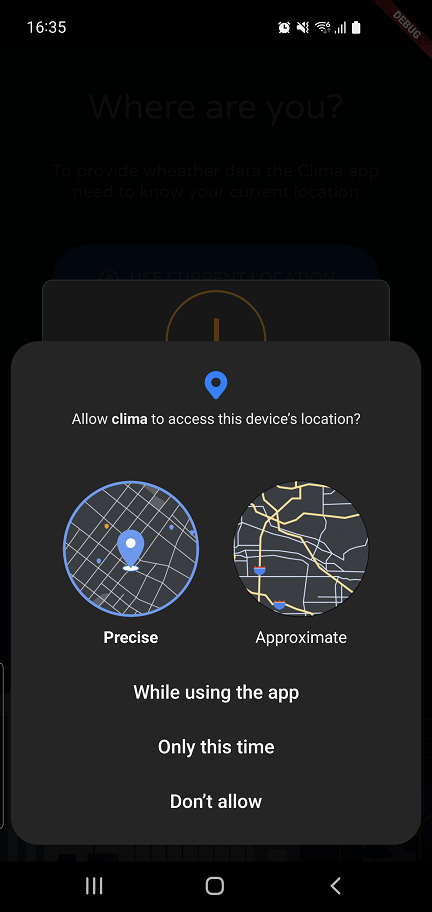 16:35
DEBUG
Where are you?
To provide wheather data the Clima app
need to know your current location
USE CURRENT LOCATION
Allow clima to access this device's location?
Precise
Approximate
While using the app
Only this time
Don't allow